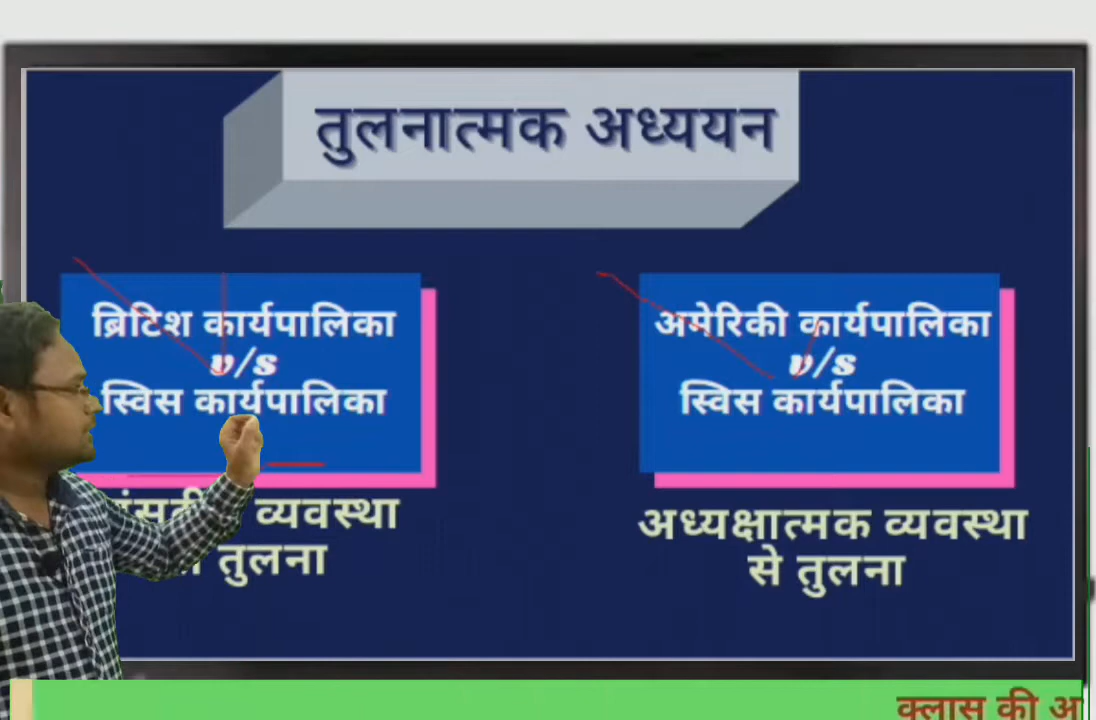 तुलनात्मक अध्ययन
ब्रिटिश कार्यपालिका
v/s
स्विस कार्यपालिका
व्यवस्था
तुलना
अमेरिकी कार्यपालिका
v/s
स्विस कार्यपालिका
अध्यक्षात्मक व्यवस्था
से तुलना
क्लास की अ